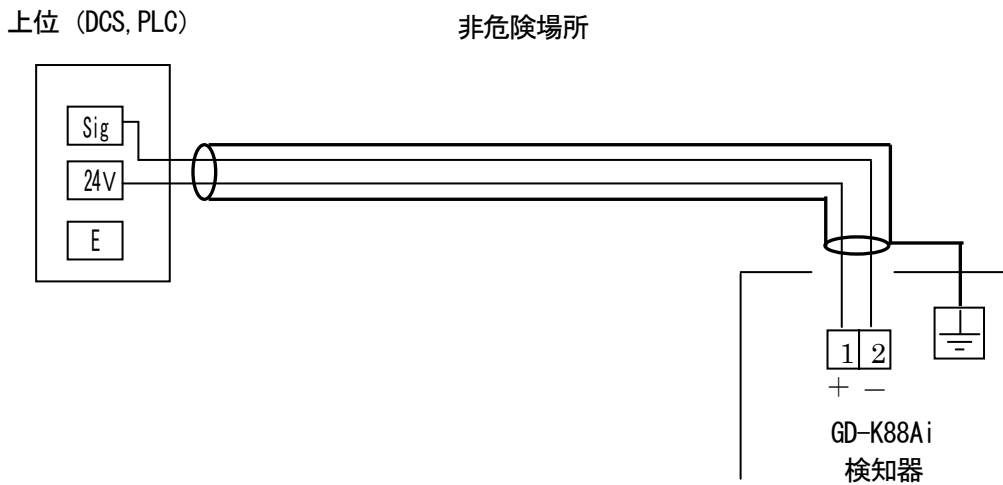 上位 (DCS, PLC)
非危険場所
Sig
24V
E
1 2
+ −
GD-K88Ai
検知器